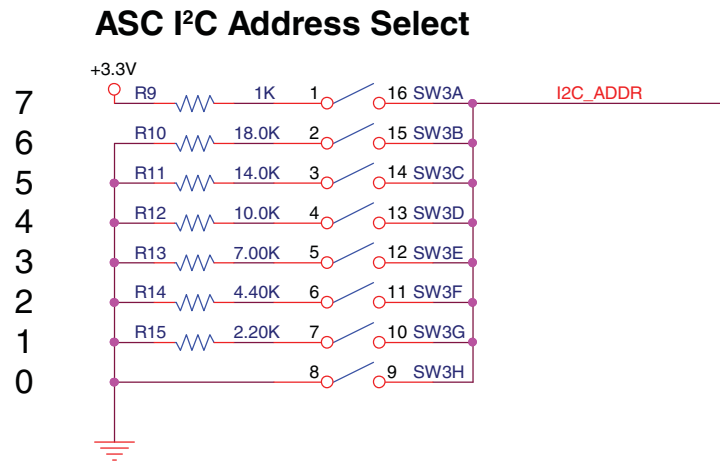 ASC I²C Address Select
+3.3V
7 R9 1K 1 16 SW3A I2C_ADDR
6 R10 18.0K 2 15 SW3B
5 R11 14.0K 3 14 SW3C
4 R12 10.0K 4 13 SW3D
3 R13 7.00K 5 12 SW3E
2 R14 4.40K 6 11 SW3F
1 R15 2.20K 7 10 SW3G
0 8 9 SW3H